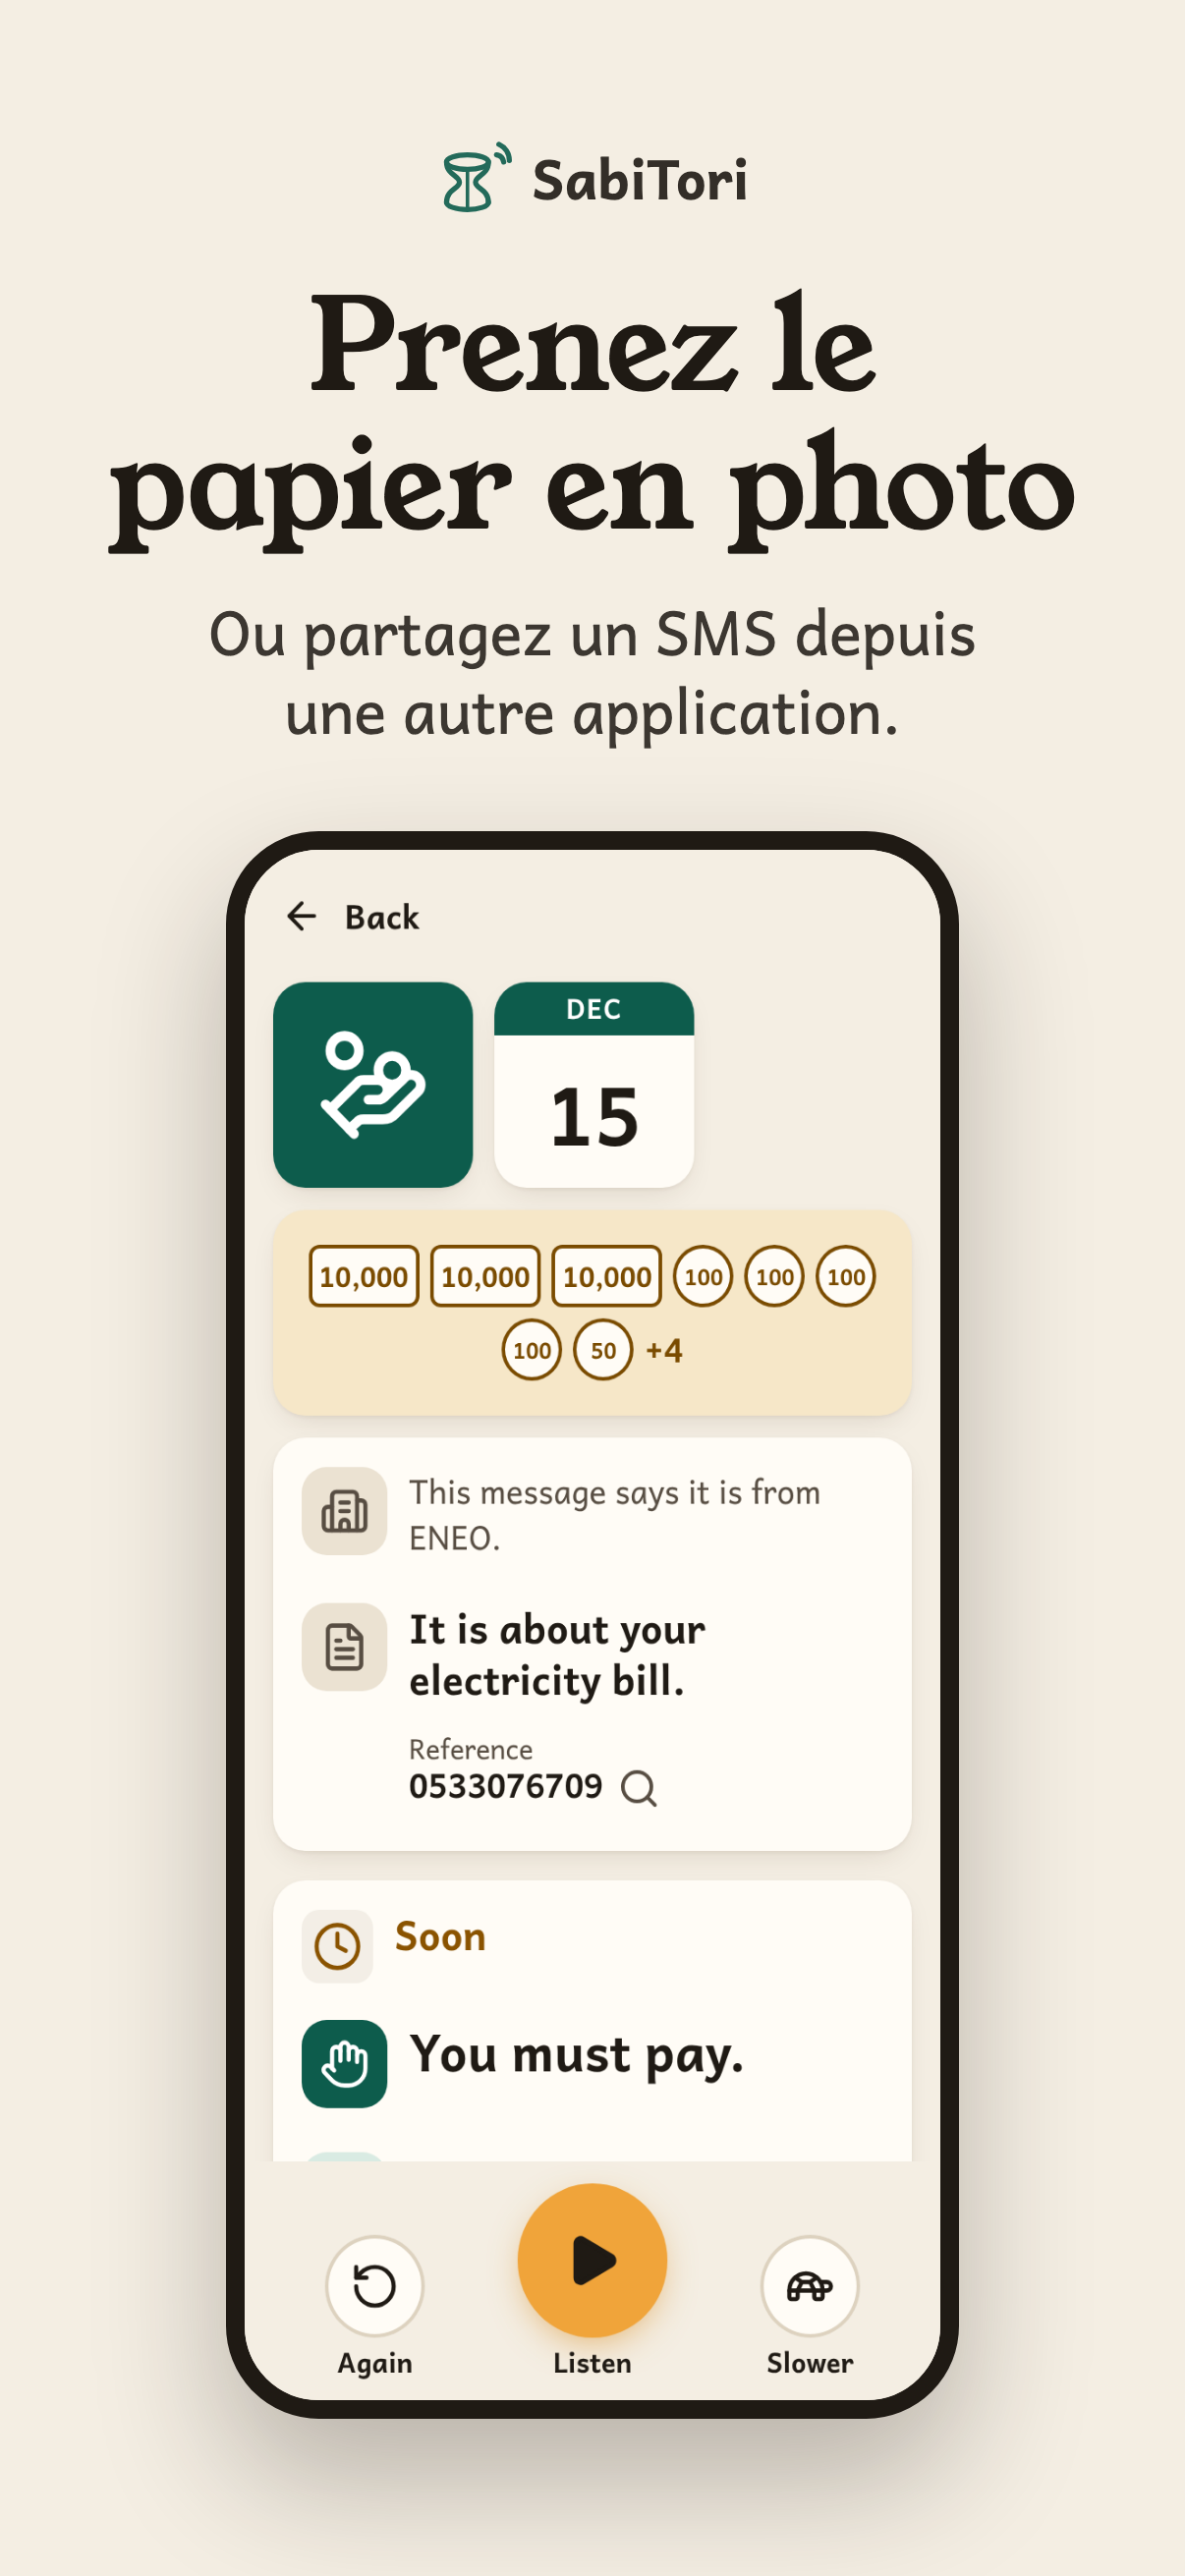 SabiTori
Prenez le
papier en photo
Ou partagez un SMS depuis
une autre application.
Back
DEC
15
10,000 10,000 10,000 100 100 100
100 50 +4
This message says it is from
ENEO.
It is about your
electricity bill.
Reference
0533076709
Soon
You must pay.
Again Listen Slower